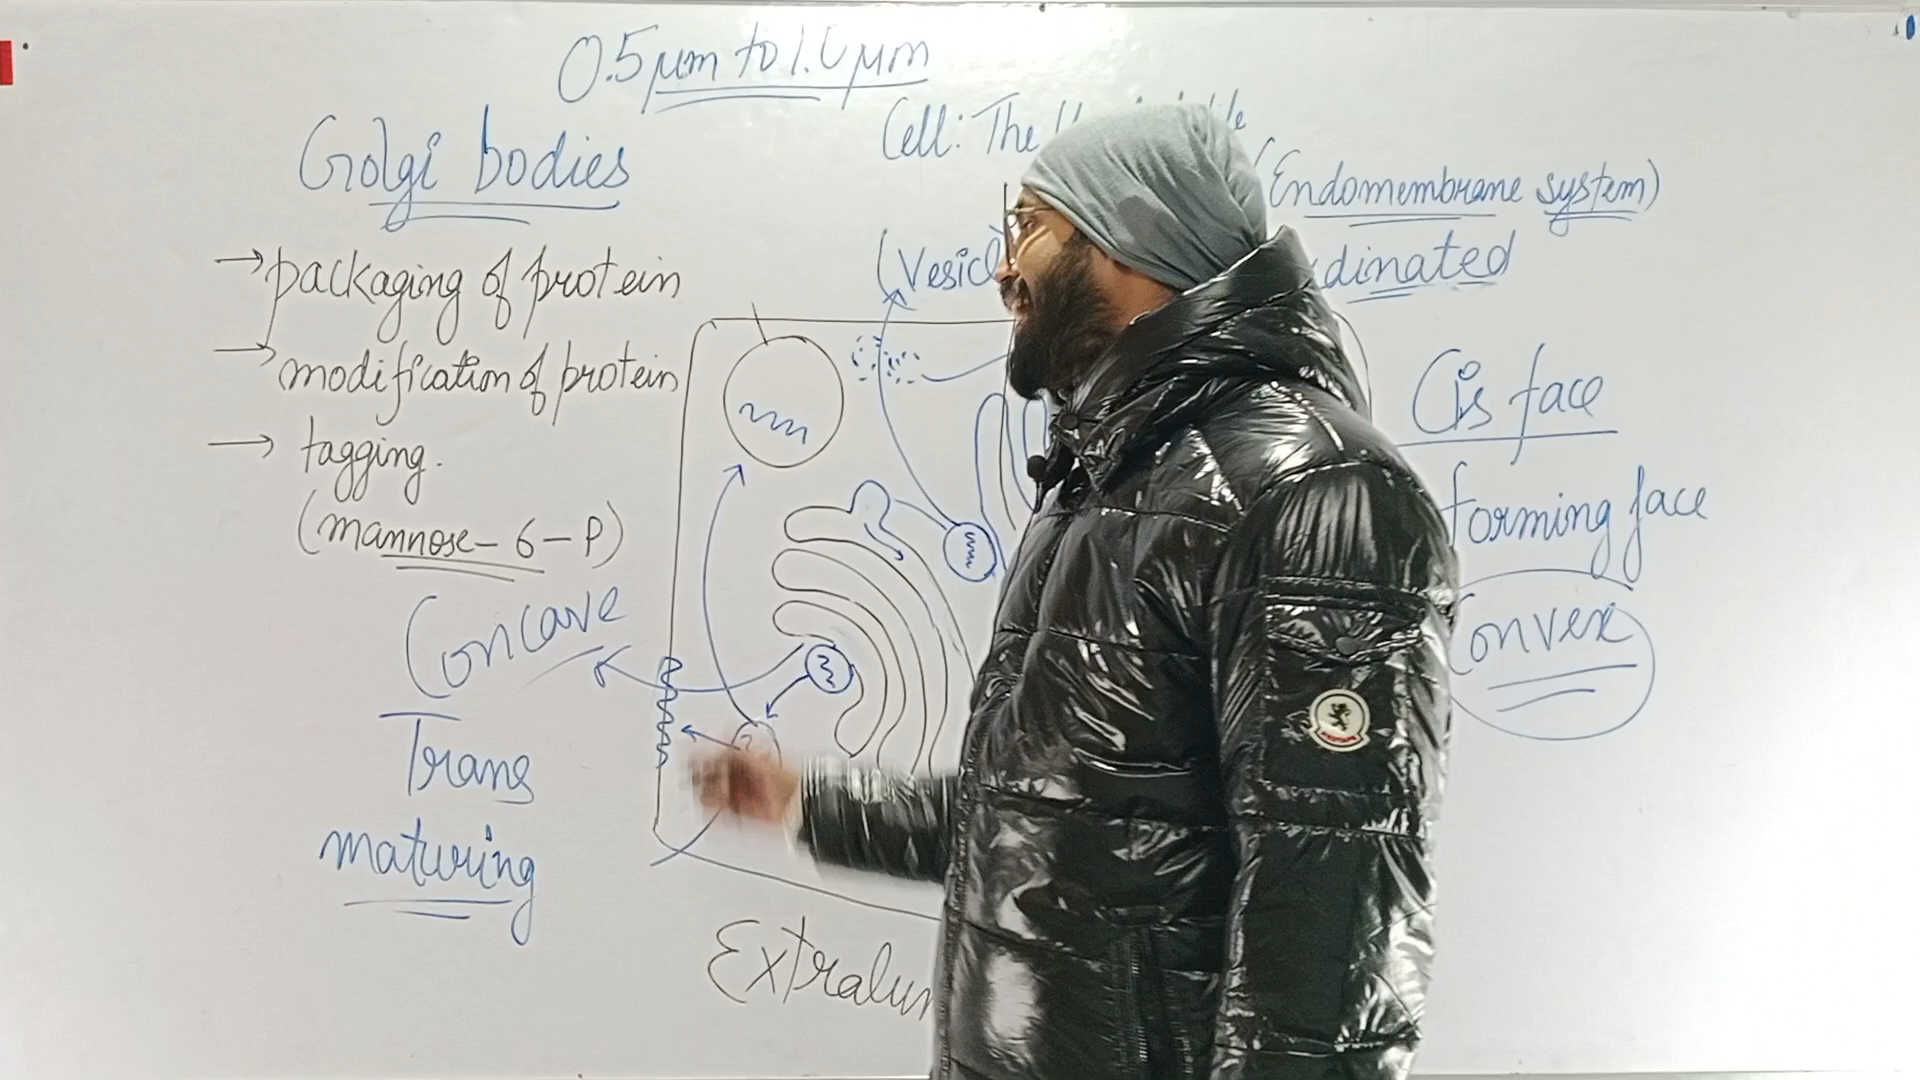 0.5 μm to 1.0 μm
Cell: The
Golgi bodies
(Endomembrane system)
(Vesicl
dinated
→ packaging of protein
→ modification of protein
→ tagging.
(mannose-6-P)
Cis face
forming face
Convex
Concave
Trans
maturing
Extralum